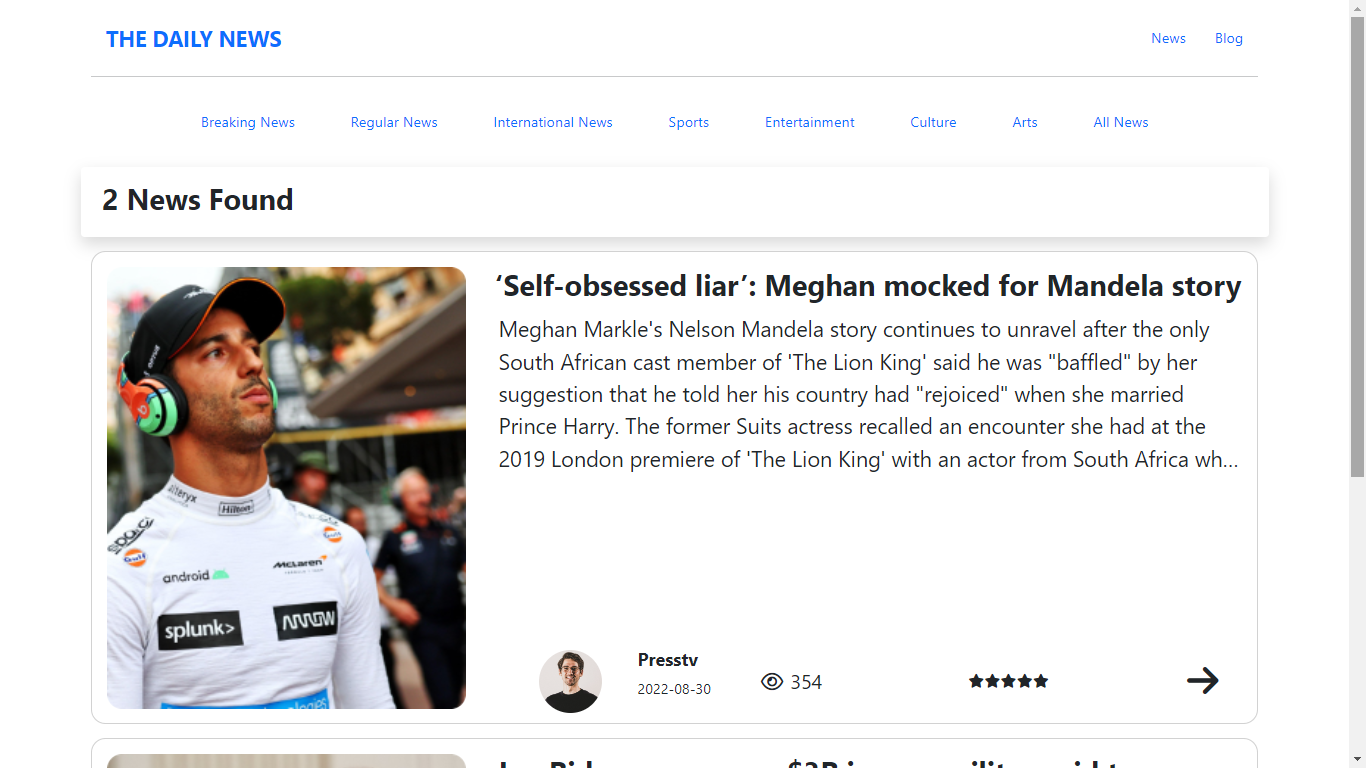 THE DAILY NEWS
News Blog
Breaking News Regular News International News Sports Entertainment Culture Arts All News
2 News Found
‘Self-obsessed liar’: Meghan mocked for Mandela story
Meghan Markle's Nelson Mandela story continues to unravel after the only
South African cast member of 'The Lion King' said he was "baffled" by her
suggestion that he told her his country had "rejoiced" when she married
Prince Harry. The former Suits actress recalled an encounter she had at the
2019 London premiere of 'The Lion King' with an actor from South Africa wh...
alteryx
Hilton
Gulf
Gulf
android
McLaren
splunk>
ARROW
Presstv
2022-08-30
354